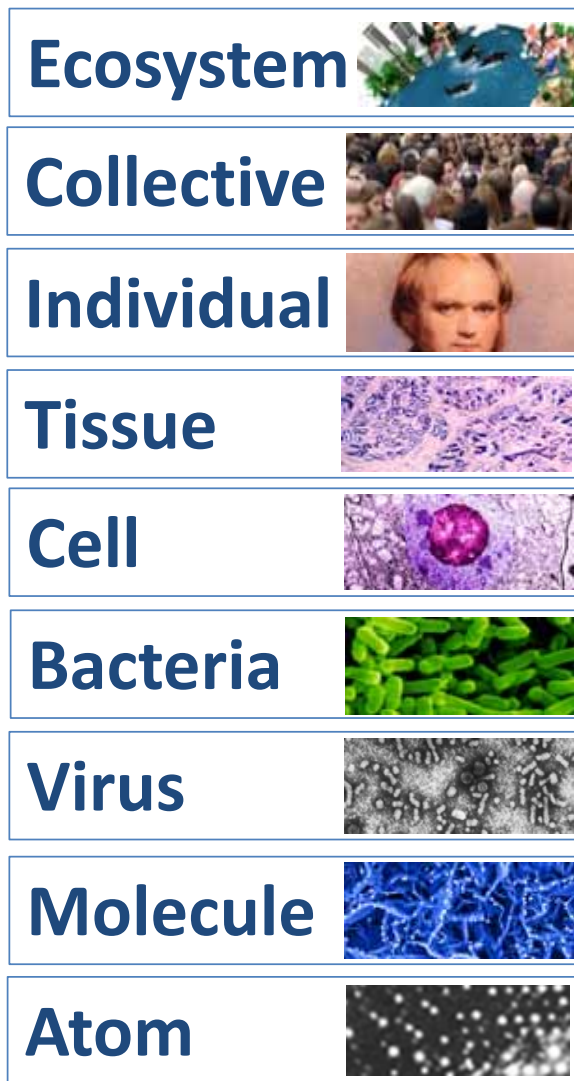 Ecosystem
Collective
Individual
Tissue
Cell
Bacteria
Virus
Molecule
Atom